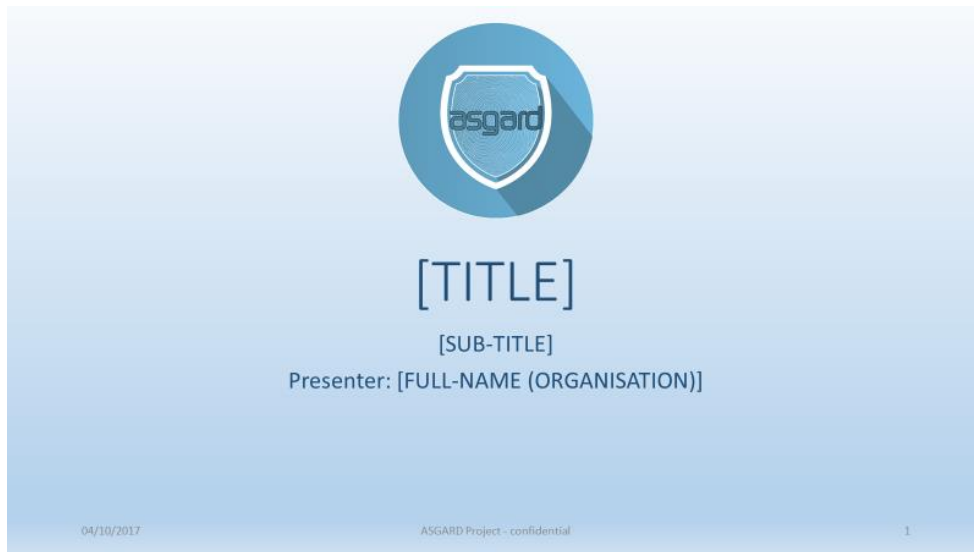 asgard
[TITLE]
[SUB-TITLE]
Presenter: [FULL-NAME (ORGANISATION)]
04/10/2017 ASGARD Project - confidential 1